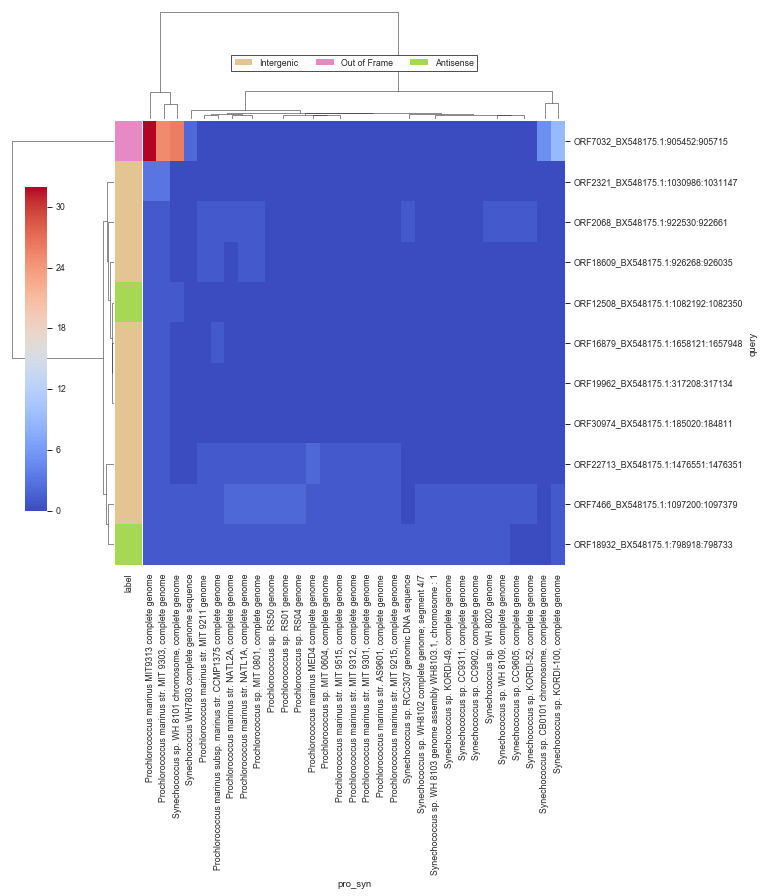 Intergenic Out of Frame Antisense
30
24
18
12
6
0
ORF7032_BX548175.1:905452:905715
ORF2321_BX548175.1:1030986:1031147
ORF2068_BX548175.1:922530:922661
ORF18609_BX548175.1:926268:926035
ORF12508_BX548175.1:1082192:1082350
ORF16879_BX548175.1:1658121:1657948
ORF19962_BX548175.1:317208:317134
ORF30974_BX548175.1:185020:184811
ORF22713_BX548175.1:1476551:1476351
ORF7466_BX548175.1:1097200:1097379
ORF18932_BX548175.1:798918:798733
query
label
Prochlorococcus marinus MIT9313 complete genome
Prochlorococcus marinus str. MIT 9303, complete genome
Synechococcus sp. WH 8101 chromosome, complete genome
Synechococcus WH7803 complete genome sequence
Prochlorococcus marinus str. MIT 9211 genome
Prochlorococcus marinus subsp. marinus str. CCMP1375 complete genome
Prochlorococcus marinus str. NATL2A, complete genome
Prochlorococcus marinus str. NATL1A, complete genome
Prochlorococcus sp. MIT 0801, complete genome
Prochlorococcus sp. RS50 genome
Prochlorococcus sp. RS01 genome
Prochlorococcus sp. RS04 genome
Prochlorococcus marinus MED4 complete genome
Prochlorococcus sp. MIT 0604, complete genome
Prochlorococcus marinus str. MIT 9515, complete genome
Prochlorococcus marinus str. MIT 9312, complete genome
Prochlorococcus marinus str. MIT 9301, complete genome
Prochlorococcus marinus str. AS9601, complete genome
Prochlorococcus marinus str. MIT 9215, complete genome
Synechococcus sp. RCC307 genomic DNA sequence
Synechococcus sp. WH8102 complete genome; segment 4/7
Synechococcus sp. WH 8103 genome assembly WH8103.1, chromosome : 1
Synechococcus sp. KORDI-49, complete genome
Synechococcus sp. CC9311, complete genome
Synechococcus sp. CC9902, complete genome
Synechococcus sp. WH 8020 genome
Synechococcus sp. WH 8109, complete genome
Synechococcus sp. CC9605, complete genome
Synechococcus sp. KORDI-52, complete genome
Synechococcus sp. CB0101 chromosome, complete genome
Synechococcus sp. KORDI-100, complete genome
pro_syn